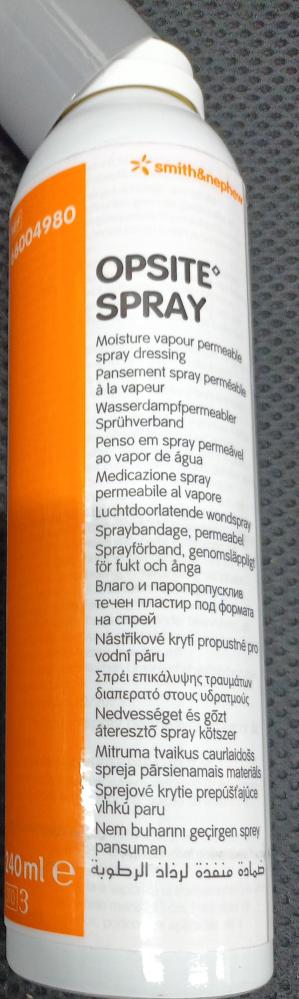 smith&nephew
66004980
OPSITE◊
SPRAY
Moisture vapour permeable
spray dressing
Pansement spray perméable
à la vapeur
Wasserdampfpermeabler
Sprühverband
Penso em spray permeável
ao vapor de água
Medicazione spray
permeabile al vapore
Luchtdoorlatende wondspray
Spraybandage, permeabel
Sprayförband, genomsläppligt
för fukt och ånga
Влаго и паропропусклив
течен пластир под формата
на спрей
Nástřikové krytí propustné pro
vodní páru
Σπρέι επικάλυψης τραυμάτων
διαπερατό στους υδρατμούς
Nedvességet és gőzt
áteresztő spray kötszer
Mitruma tvaikus caurlaidošs
spreja pārsienamais materiāls
Sprejové krytie prepúšťajúce
vlhkú paru
Nem buharını geçirgen sprey
pansuman
ضمادة منفذة لرذاذ الرطوبة
240ml e
3